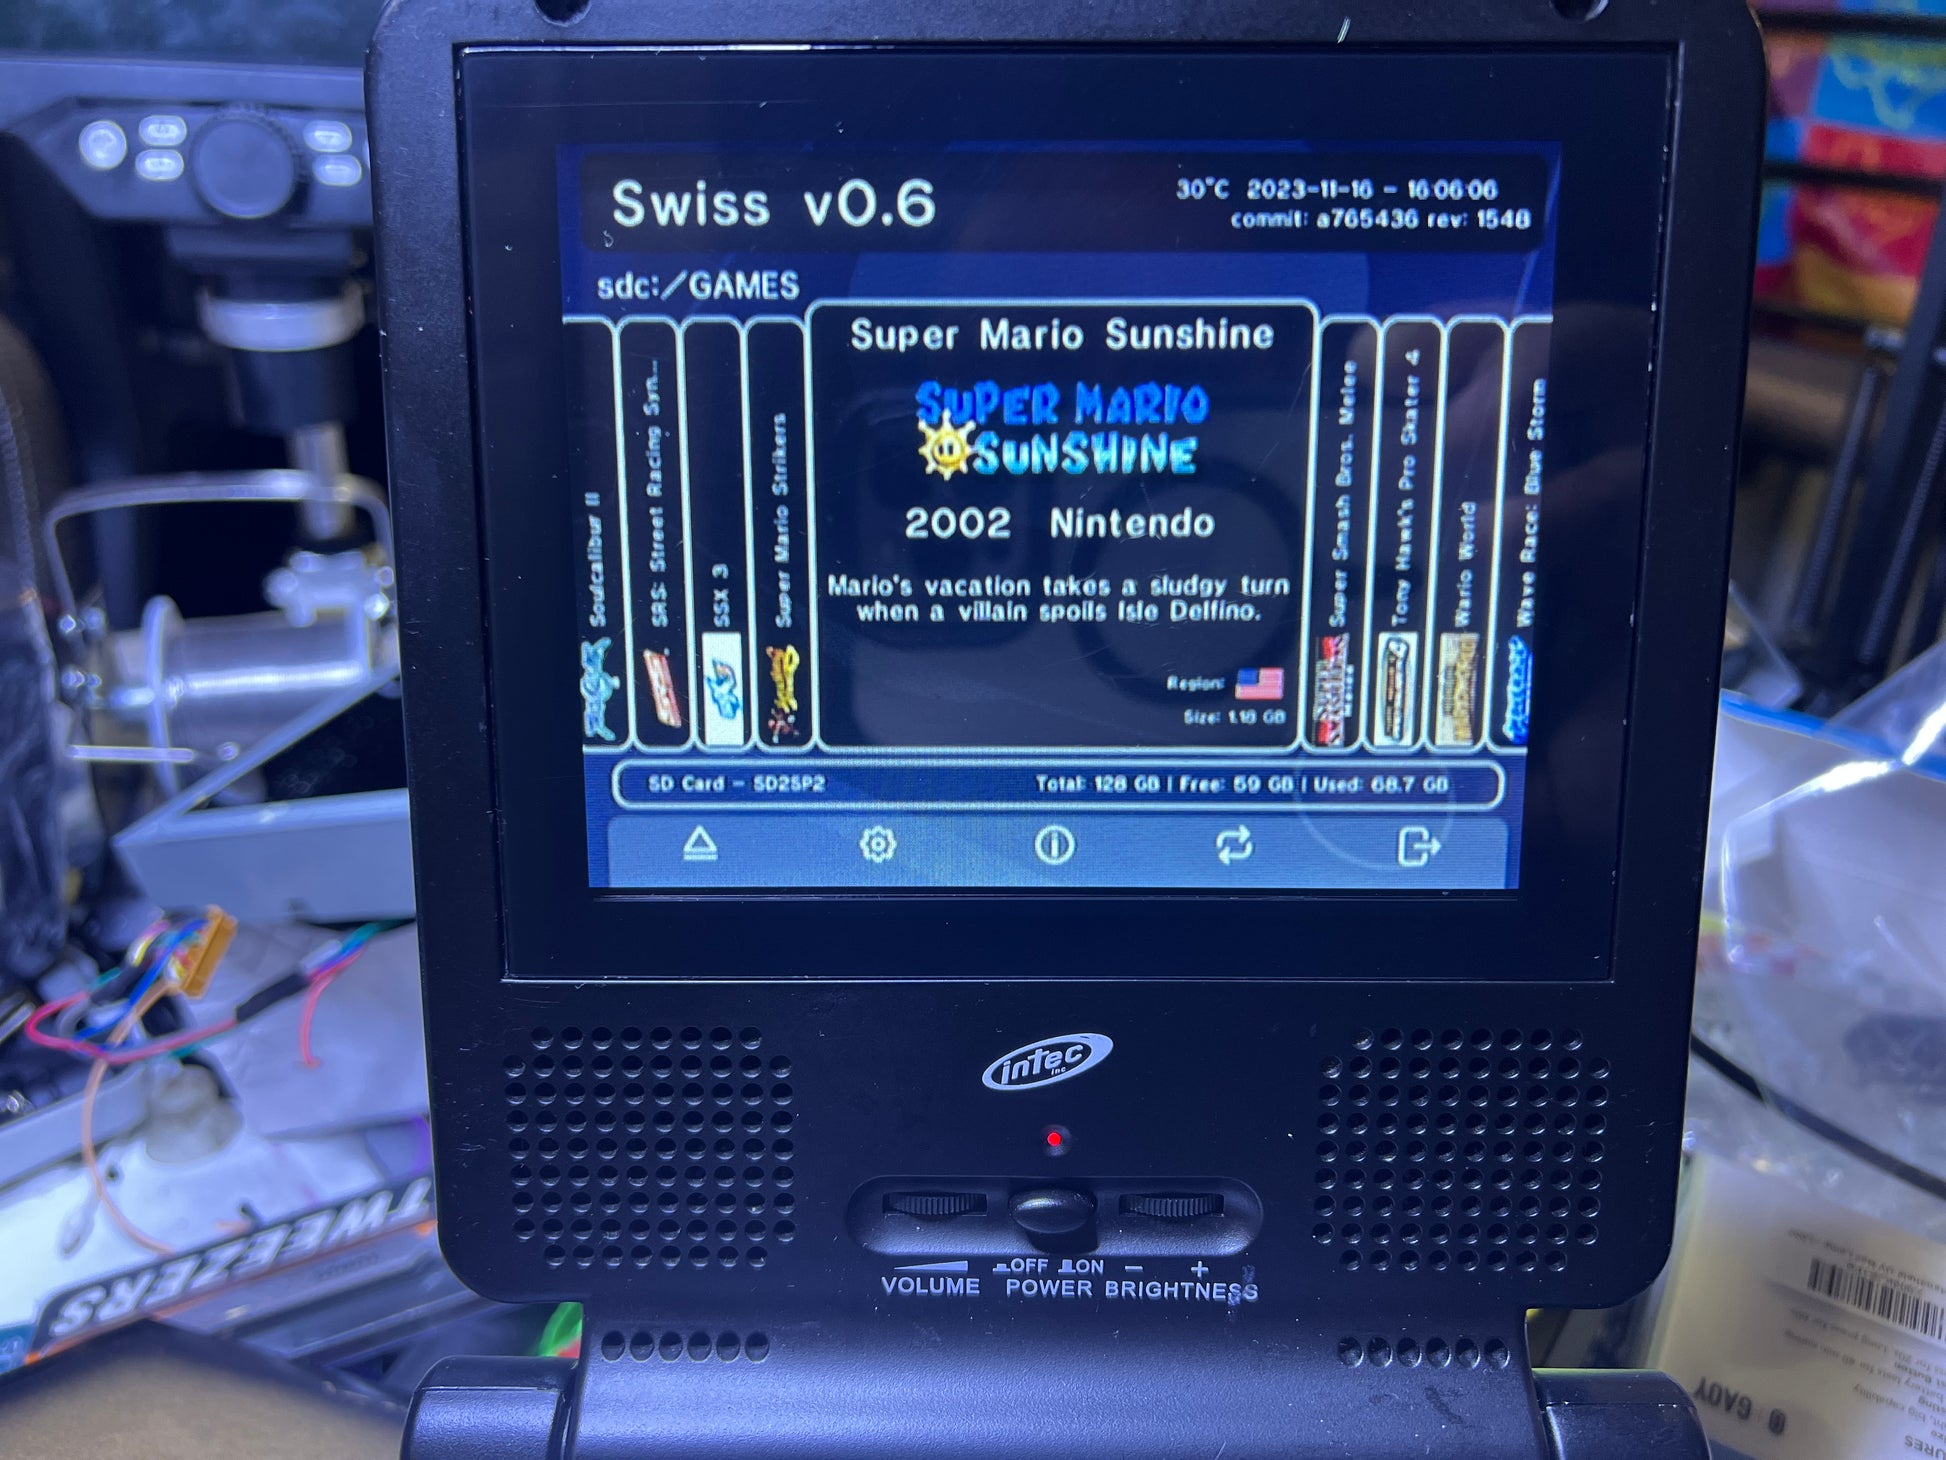 Swiss v0.6
30°C 2023-11-16 - 16:06:06
commit: a765436 rev: 1548
sdc:/GAMES
Soulcalibur II
SRS: Street Racing Syn...
SSX 3
Super Mario Strikers
Super Mario Sunshine
SUPER MARIO
SUNSHINE
2002 Nintendo
Mario's vacation takes a sludgy turn
when a villain spoils Isle Delfino.
Region:
Size: 1.18 GB
Super Smash Bros. Melee
Tony Hawk's Pro Skater 4
Wario World
Wave Race: Blue Storm
SD Card - SD2SP2
Total: 128 GB | Free: 59 GB | Used: 68.7 GB
intec
inc
OFF ON
VOLUME POWER BRIGHTNESS
- +
TWEEZERS
GAOY